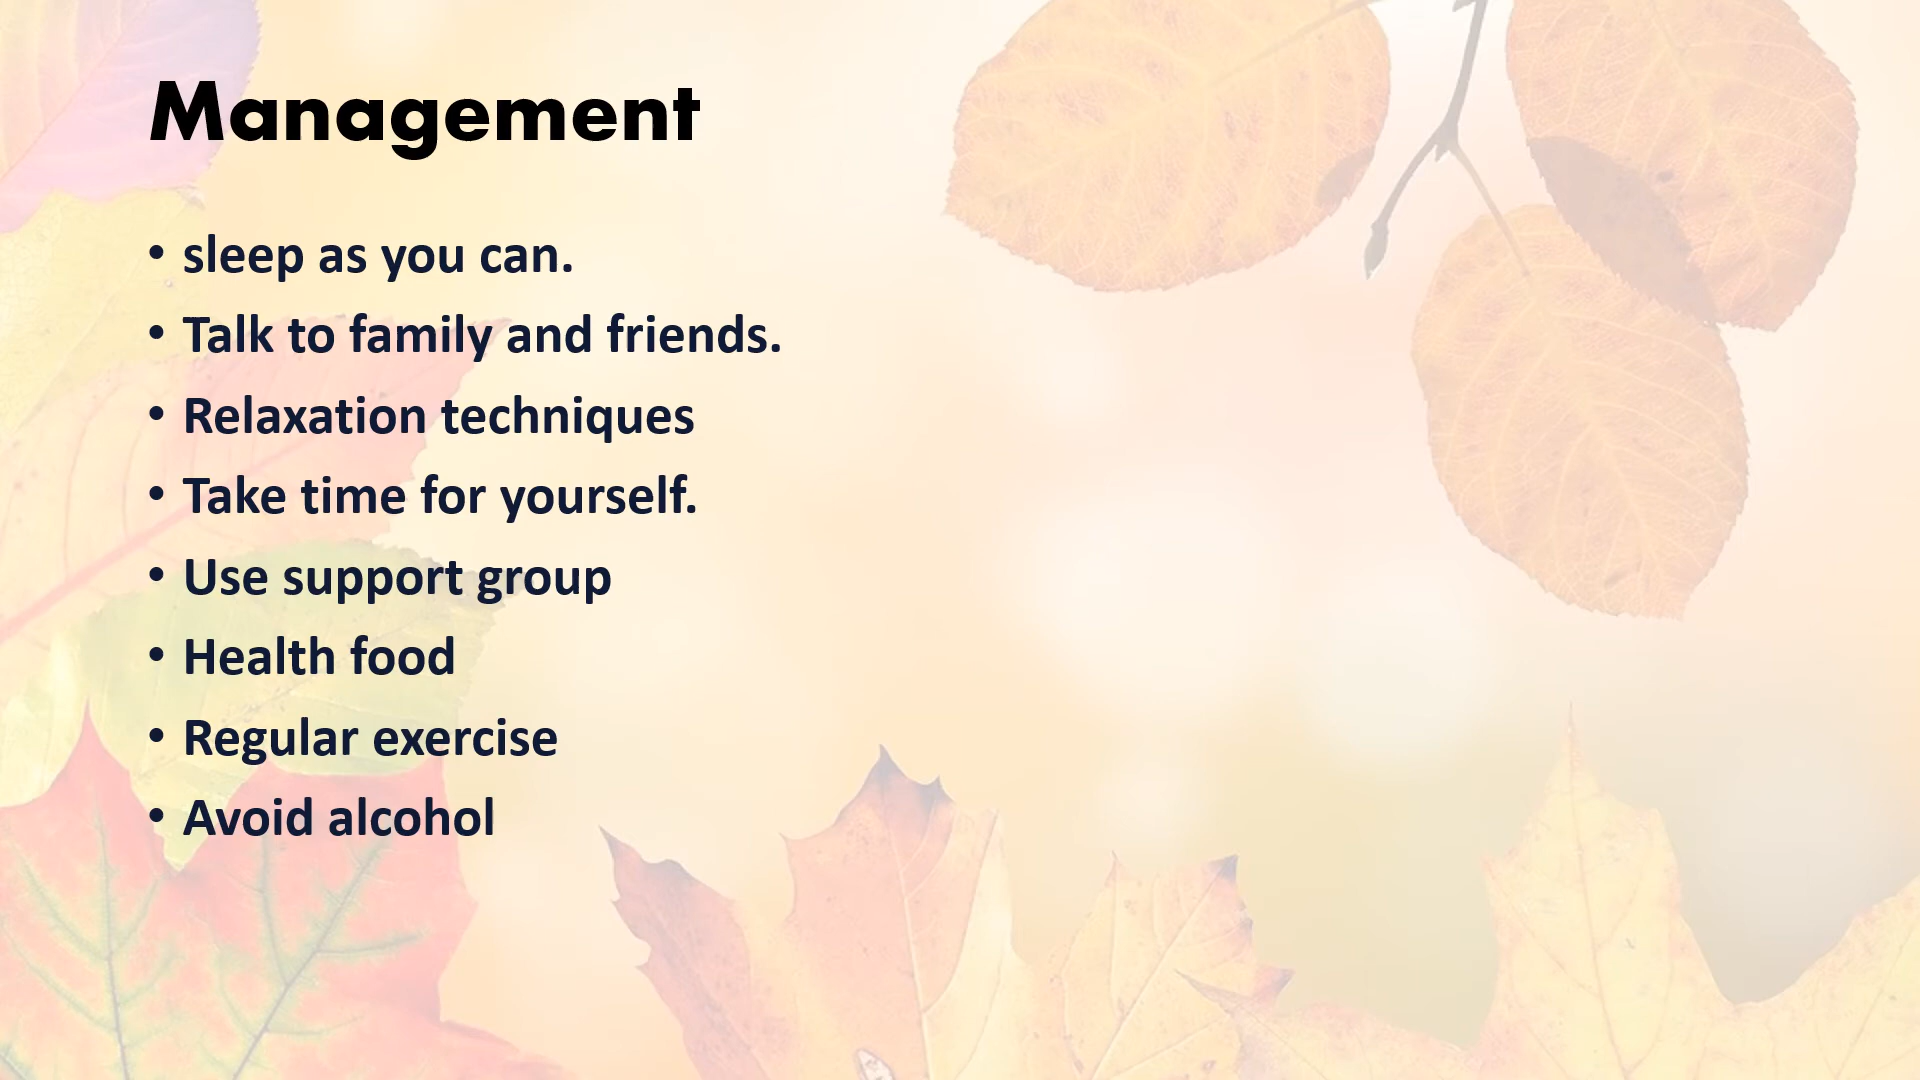 Management
• sleep as you can.
• Talk to family and friends.
• Relaxation techniques
• Take time for yourself.
• Use support group
• Health food
• Regular exercise
• Avoid alcohol